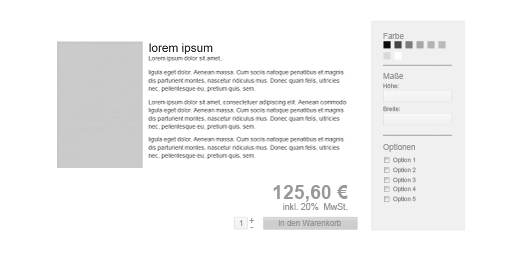 lorem ipsum
Lorem ipsum dolor sit amet,
ligula eget dolor. Aenean massa. Cum sociis natoque penatibus et magnis
dis parturient montes, nascetur ridiculus mus. Donec quam felis, ultricies
nec, pellentesque eu, pretium quis, sem.
Lorem ipsum dolor sit amet, consectetuer adipiscing elit. Aenean commodo
ligula eget dolor. Aenean massa. Cum sociis natoque penatibus et magnis
dis parturient montes, nascetur ridiculus mus. Donec quam felis, ultricies
nec, pellentesque eu, pretium quis, sem.
ligula eget dolor. Aenean massa. Cum sociis natoque penatibus et magnis
dis parturient montes, nascetur ridiculus mus. Donec quam felis, ultricies
nec, pellentesque eu, pretium quis, sem.
125,60 €
inkl. 20% MwSt.
1 + -
In den Warenkorb
Farbe
Maße
Höhe:
Breite:
Optionen
Option 1
Option 2
Option 3
Option 4
Option 5